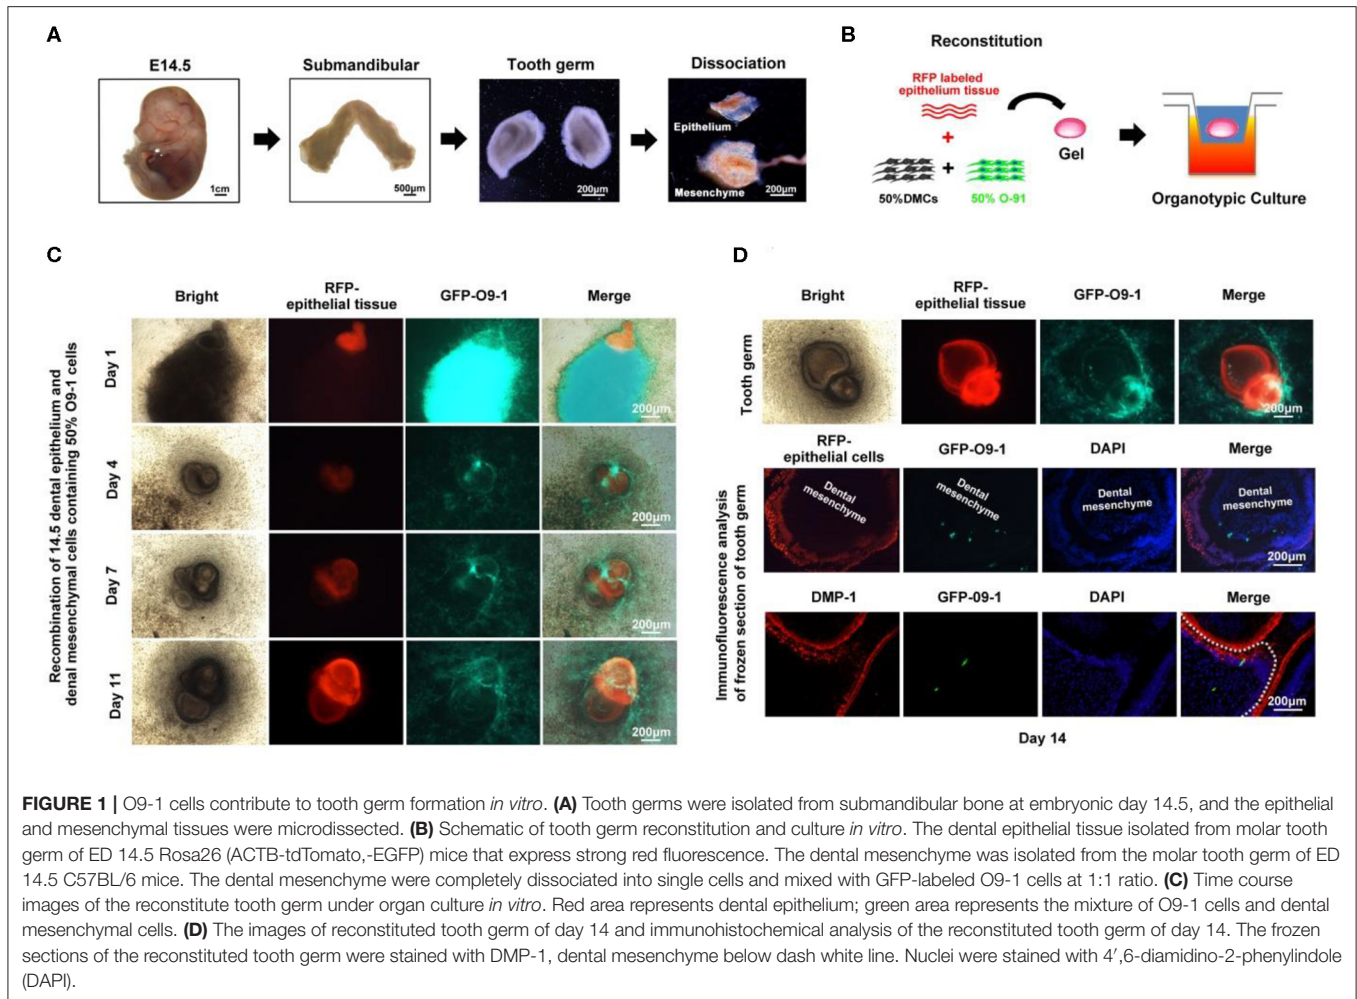 A
E14.5
Submandibular
Tooth germ
Dissociation
1cm
500μm
200μm
Epithelium
Mesenchyme
200μm
B
Reconstitution
RFP labeled
epithelium tissue
+
+
50%DMCs
50% O-91
Gel
Organotypic Culture
C
Recombination of 14.5 dental epithelium and
denal mesenchymal cells containing 50% O9-1 cells
Bright
RFP-
epithelial tissue
GFP-O9-1
Merge
Day 1
200μm
Day 4
200μm
Day 7
200μm
Day 11
200μm
D
Bright
RFP-
epithelial tissue
GFP-O9-1
Merge
Tooth germ
200μm
Immunofluorescence analysis
of frozen section of tooth germ
RFP-
epithelial cells
GFP-O9-1
DAPI
Merge
Dental
mesenchyme
Dental
mesenchyme
Dental
mesenchyme
Dental
mesenchyme
200μm
DMP-1
GFP-09-1
DAPI
Merge
200μm
Day 14
FIGURE 1 | O9-1 cells contribute to tooth germ formation in vitro. (A) Tooth germs were isolated from submandibular bone at embryonic day 14.5, and the epithelial
and mesenchymal tissues were microdissected. (B) Schematic of tooth germ reconstitution and culture in vitro. The dental epithelial tissue isolated from molar tooth
germ of ED 14.5 Rosa26 (ACTB-tdTomato,-EGFP) mice that express strong red fluorescence. The dental mesenchyme was isolated from the molar tooth germ of ED
14.5 C57BL/6 mice. The dental mesenchyme were completely dissociated into single cells and mixed with GFP-labeled O9-1 cells at 1:1 ratio. (C) Time course
images of the reconstitute tooth germ under organ culture in vitro. Red area represents dental epithelium; green area represents the mixture of O9-1 cells and dental
mesenchymal cells. (D) The images of reconstituted tooth germ of day 14 and immunohistochemical analysis of the reconstituted tooth germ of day 14. The frozen
sections of the reconstituted tooth germ were stained with DMP-1, dental mesenchyme below dash white line. Nuclei were stained with 4′,6-diamidino-2-phenylindole
(DAPI).